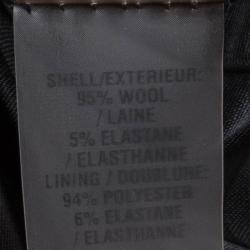 SHELL/EXTERIEUR:
95% WOOL
/ LAINE
5% ELASTANE
/ ELASTHANNE
LINING / DOUBLURE:
94% POLYESTER
6% ELASTANE
/ ELASTHANNE